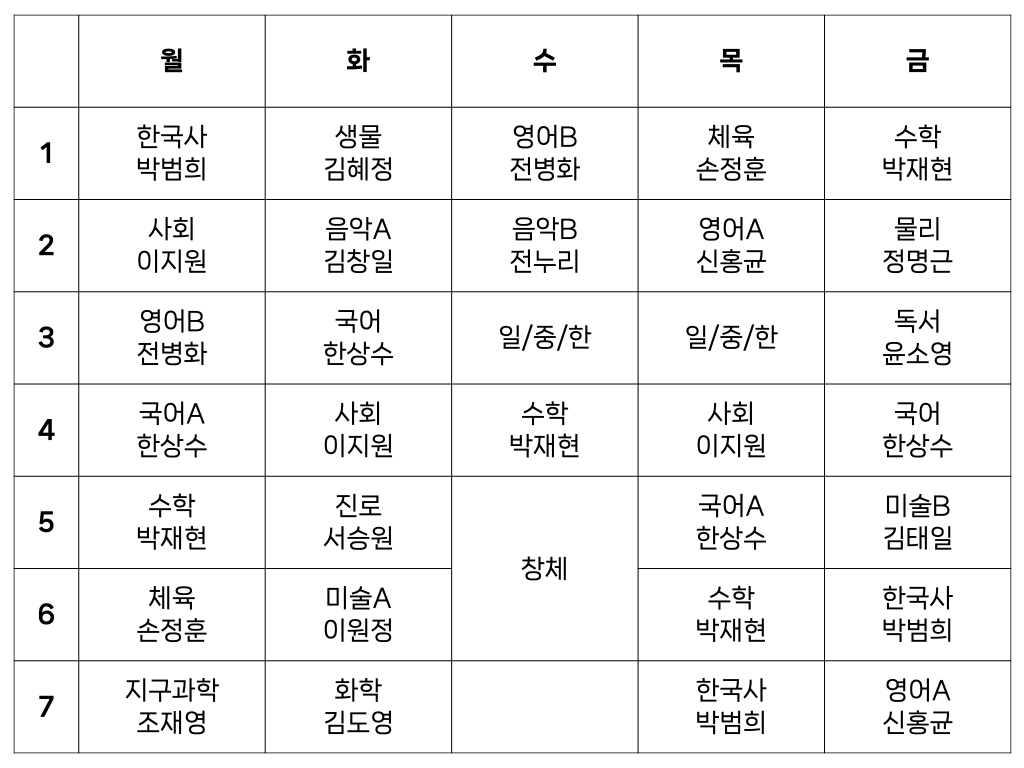 월 화 수 목 금
1 한국사 생물 영어B 체육 수학
박범희 김혜정 전병화 손정훈 박재현
2 사회 음악A 음악B 영어A 물리
이지원 김창일 전누리 신홍균 정명근
3 영어B 국어 일/중/한 일/중/한 독서
전병화 한상수 윤소영
4 국어A 사회 수학 사회 국어
한상수 이지원 박재현 이지원 한상수
5 수학 진로 창체 국어A 미술B
박재현 서승원 한상수 김태일
6 체육 미술A 수학 한국사
손정훈 이원정 박재현 박범희
7 지구과학 화학 한국사 영어A
조재영 김도영 박범희 신홍균